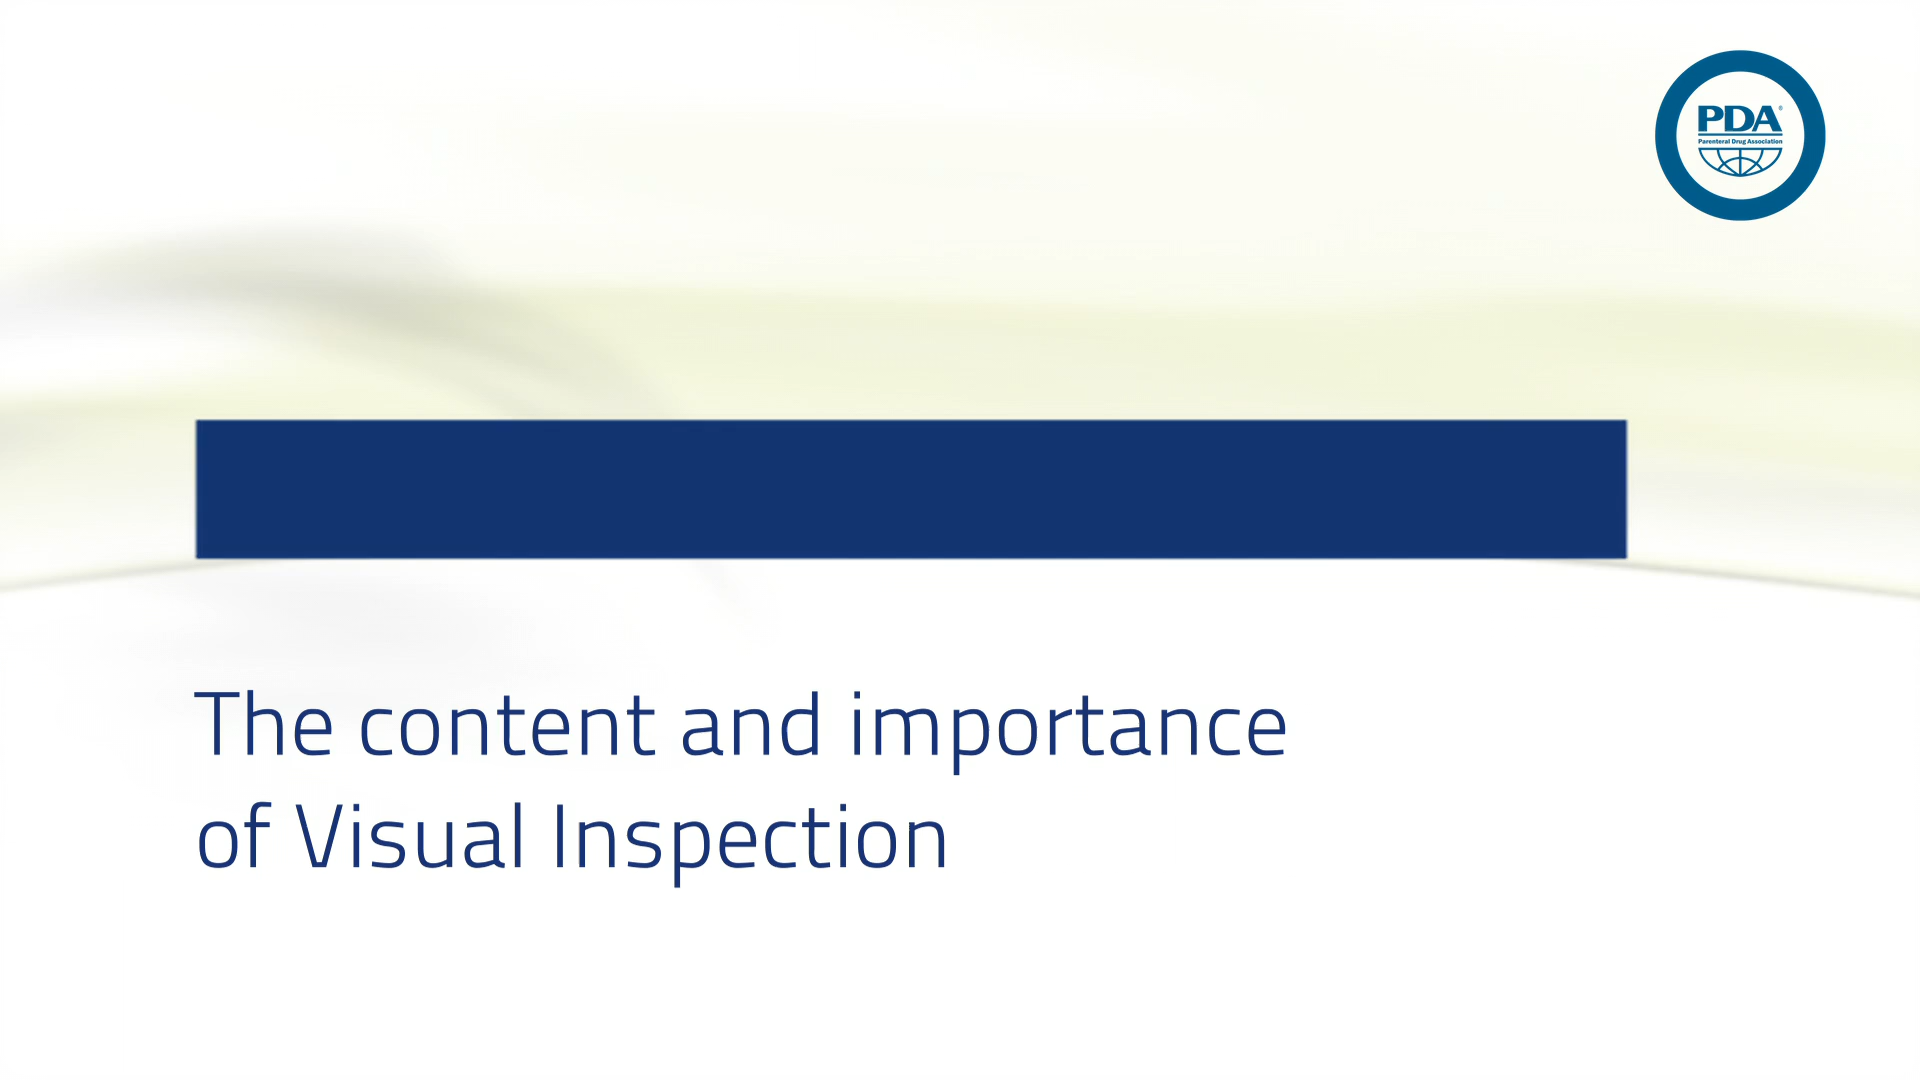 PDA®
Parenteral Drug Association
The content and importance
of Visual Inspection